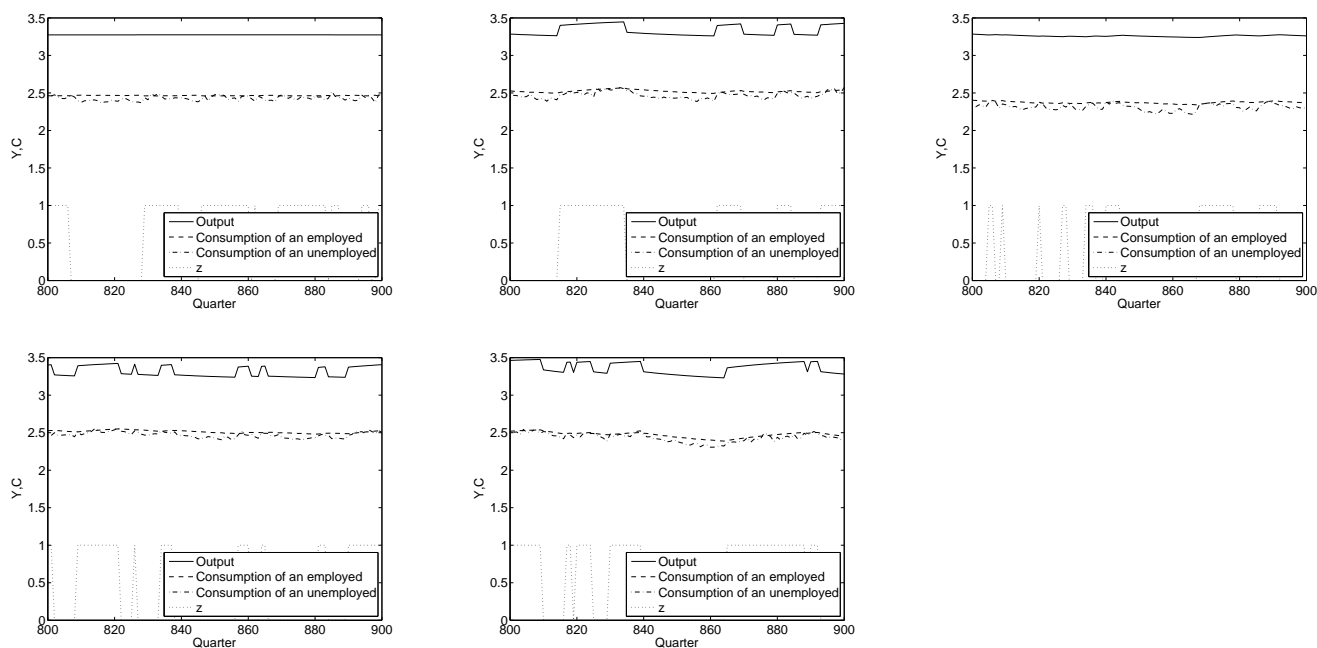 3.5
3
2.5
2
1.5
1
0.5
0
Y,C
800 820 840 860 880 900
Quarter
Output
Consumption of an employed
Consumption of an unemployed
z
3.5
3
2.5
2
1.5
1
0.5
0
Y,C
800 820 840 860 880 900
Quarter
Output
Consumption of an employed
Consumption of an unemployed
z
3.5
3
2.5
2
1.5
1
0.5
0
Y,C
800 820 840 860 880 900
Quarter
Output
Consumption of an employed
Consumption of an unemployed
z
3.5
3
2.5
2
1.5
1
0.5
0
Y,C
800 820 840 860 880 900
Quarter
Output
Consumption of an employed
Consumption of an unemployed
z
3.5
3
2.5
2
1.5
1
0.5
0
Y,C
800 820 840 860 880 900
Quarter
Output
Consumption of an employed
Consumption of an unemployed
z